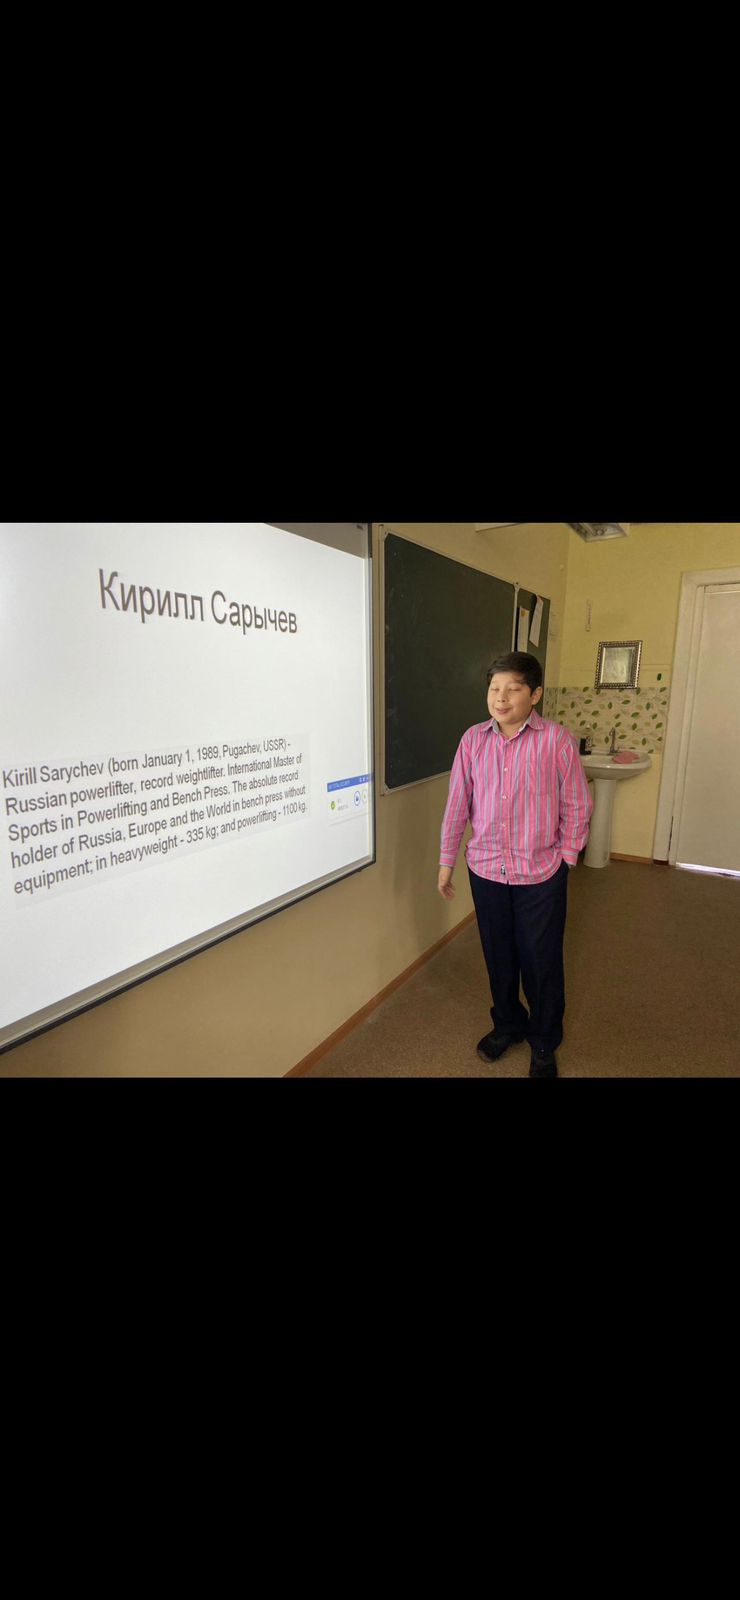 Кирилл Сарычев
Kirill Sarychev (born January 1, 1989, Pugachev, USSR) -
Russian powerlifter, record weightlifter. International Master of
Sports in Powerlifting and Bench Press. The absolute record
holder of Russia, Europe and the World in bench press without
equipment; in heavyweight - 335 kg; and powerlifting - 1100 kg.